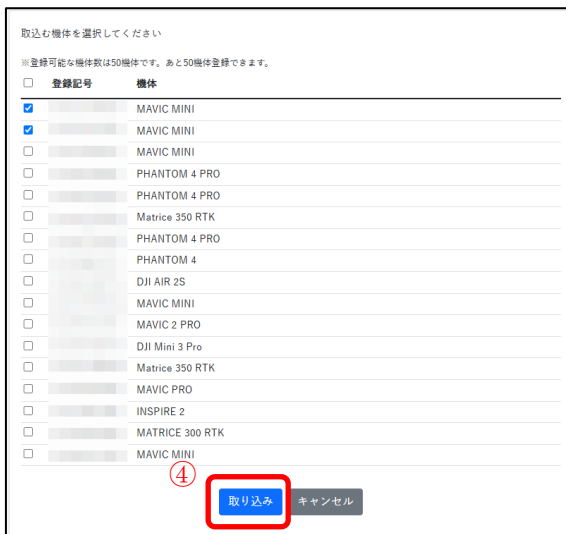 取込む機体を選択してください
※登録可能な機体数は50機体です。あと50機体登録できます。
登録記号 機体
MAVIC MINI
MAVIC MINI
MAVIC MINI
PHANTOM 4 PRO
PHANTOM 4 PRO
Matrice 350 RTK
PHANTOM 4 PRO
PHANTOM 4
DJI AIR 2S
MAVIC MINI
MAVIC 2 PRO
DJI Mini 3 Pro
Matrice 350 RTK
MAVIC PRO
INSPIRE 2
MATRICE 300 RTK
MAVIC MINI
④
取り込み キャンセル